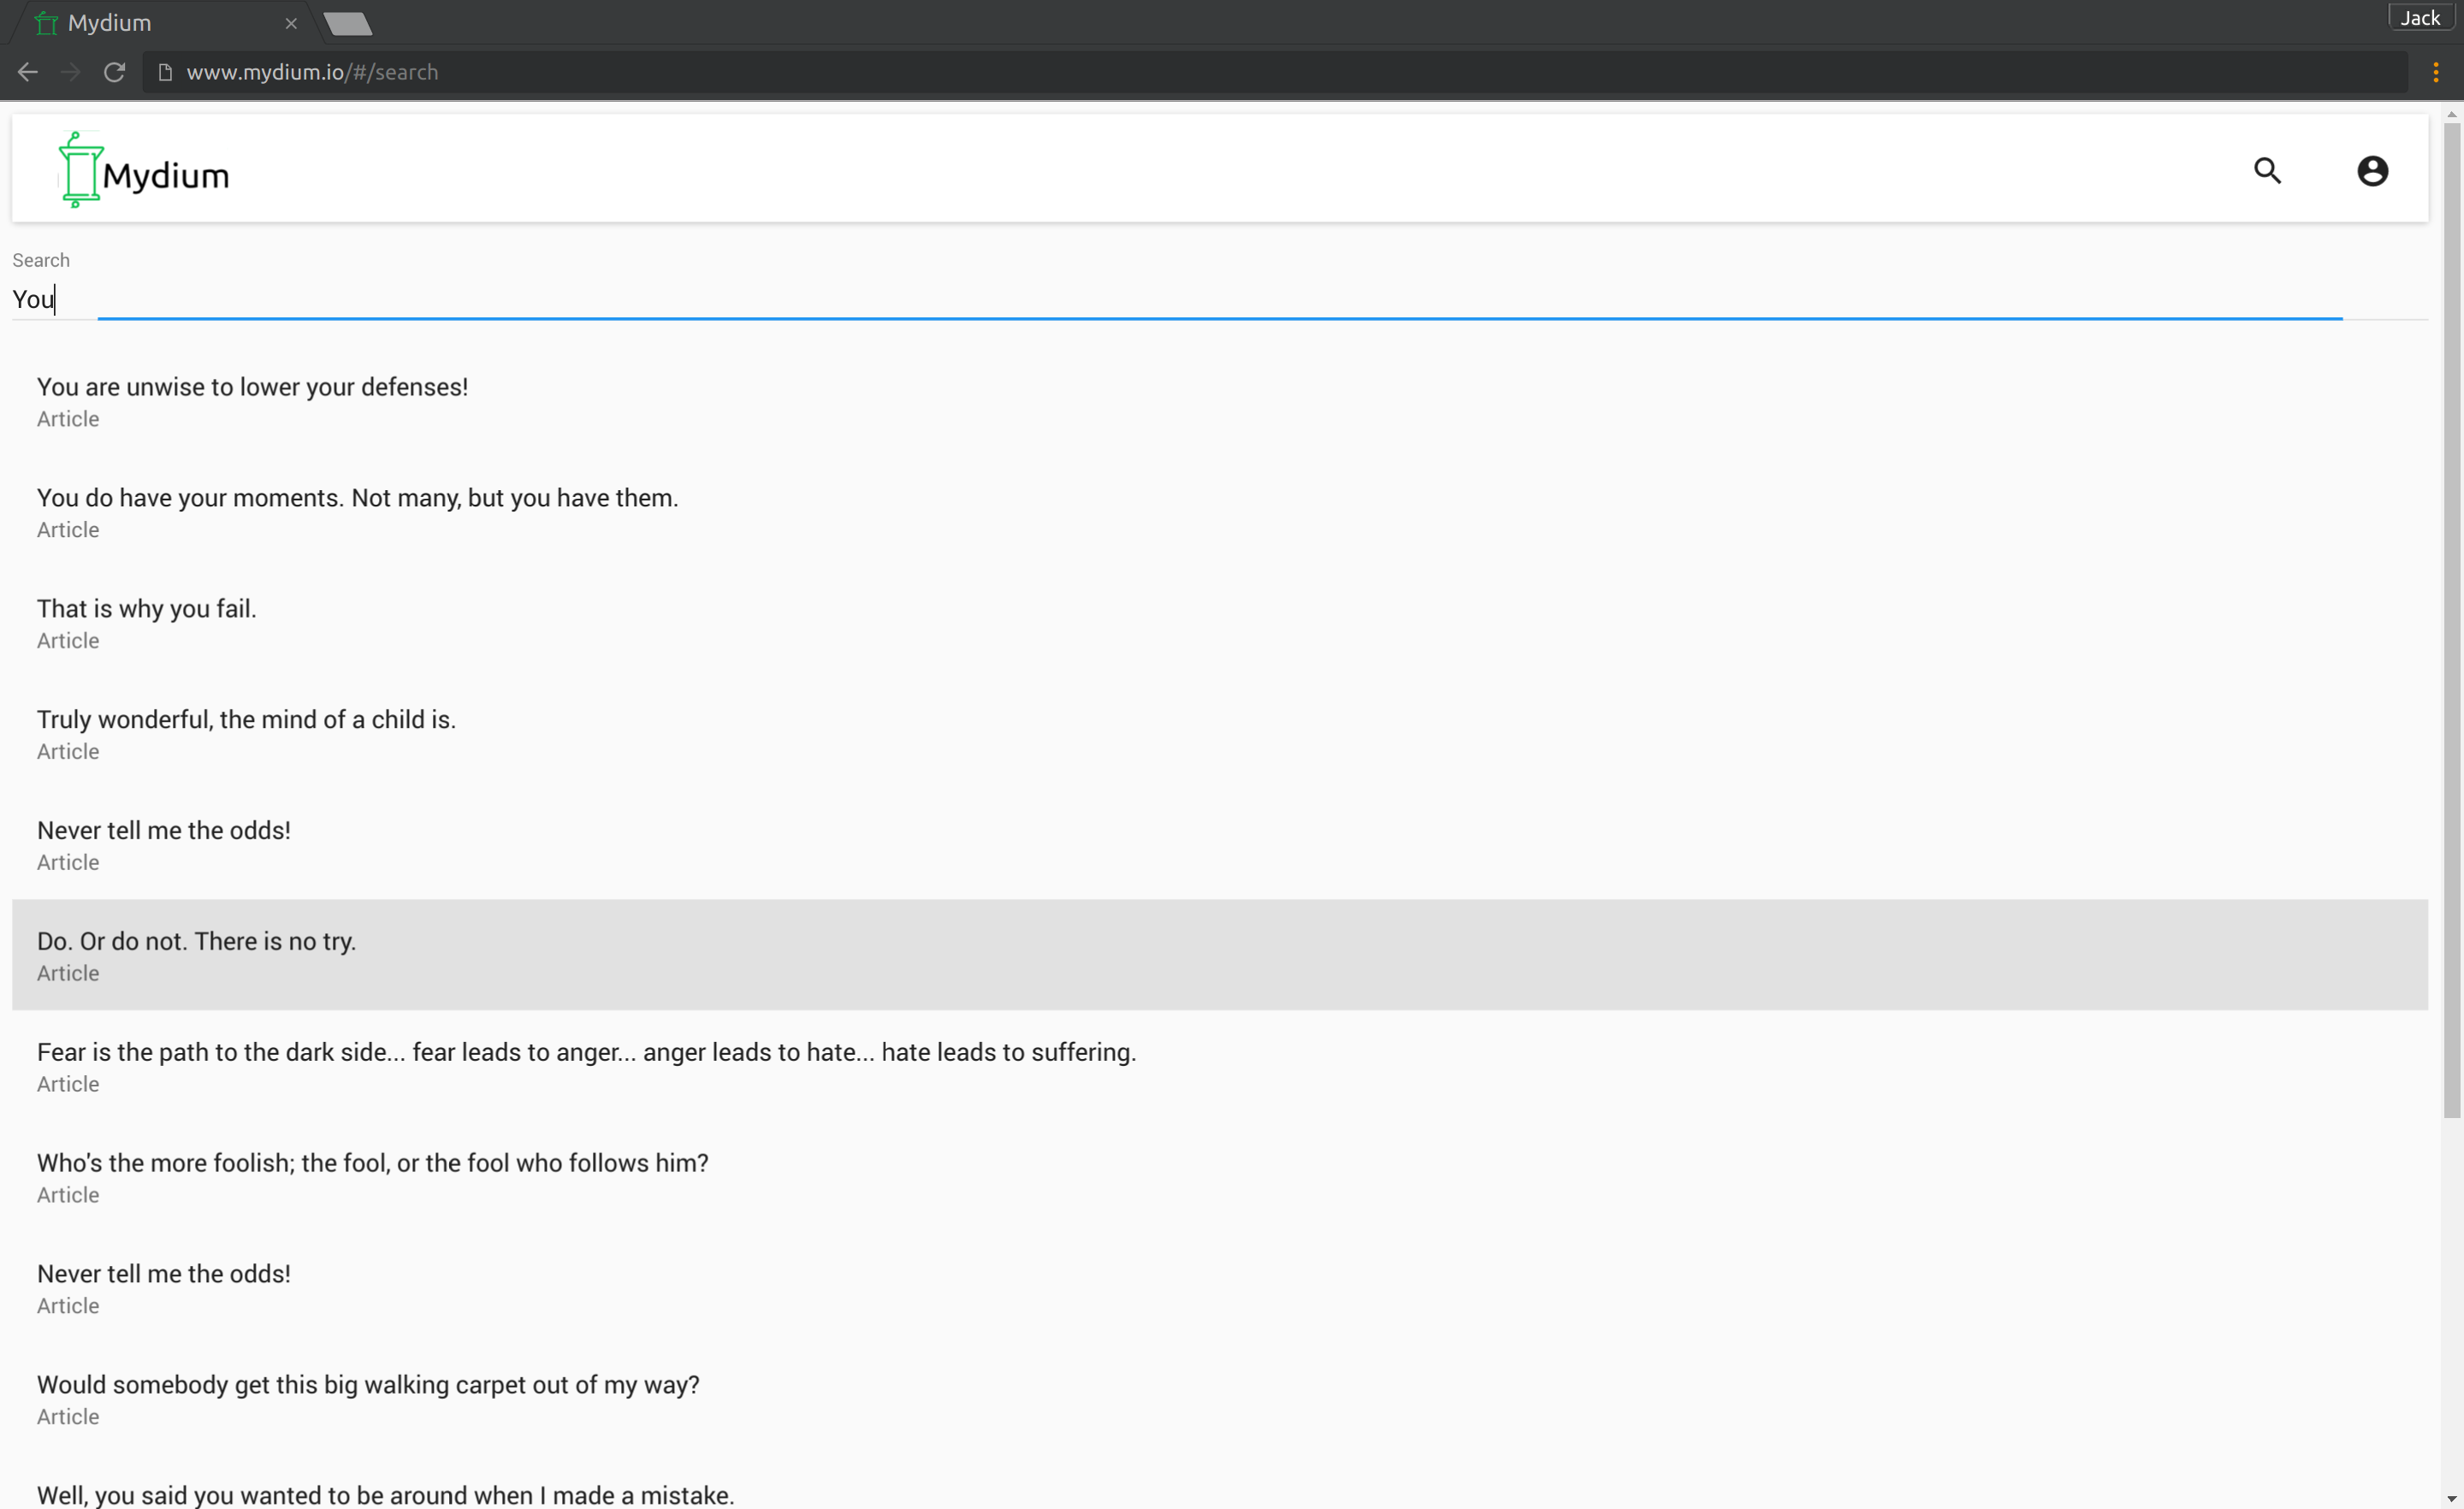 Mydium
Jack
www.mydium.io/#/search
Mydium
Search
You
You are unwise to lower your defenses!
Article
You do have your moments. Not many, but you have them.
Article
That is why you fail.
Article
Truly wonderful, the mind of a child is.
Article
Never tell me the odds!
Article
Do. Or do not. There is no try.
Article
Fear is the path to the dark side... fear leads to anger... anger leads to hate... hate leads to suffering.
Article
Who's the more foolish; the fool, or the fool who follows him?
Article
Never tell me the odds!
Article
Would somebody get this big walking carpet out of my way?
Article
Well, you said you wanted to be around when I made a mistake.